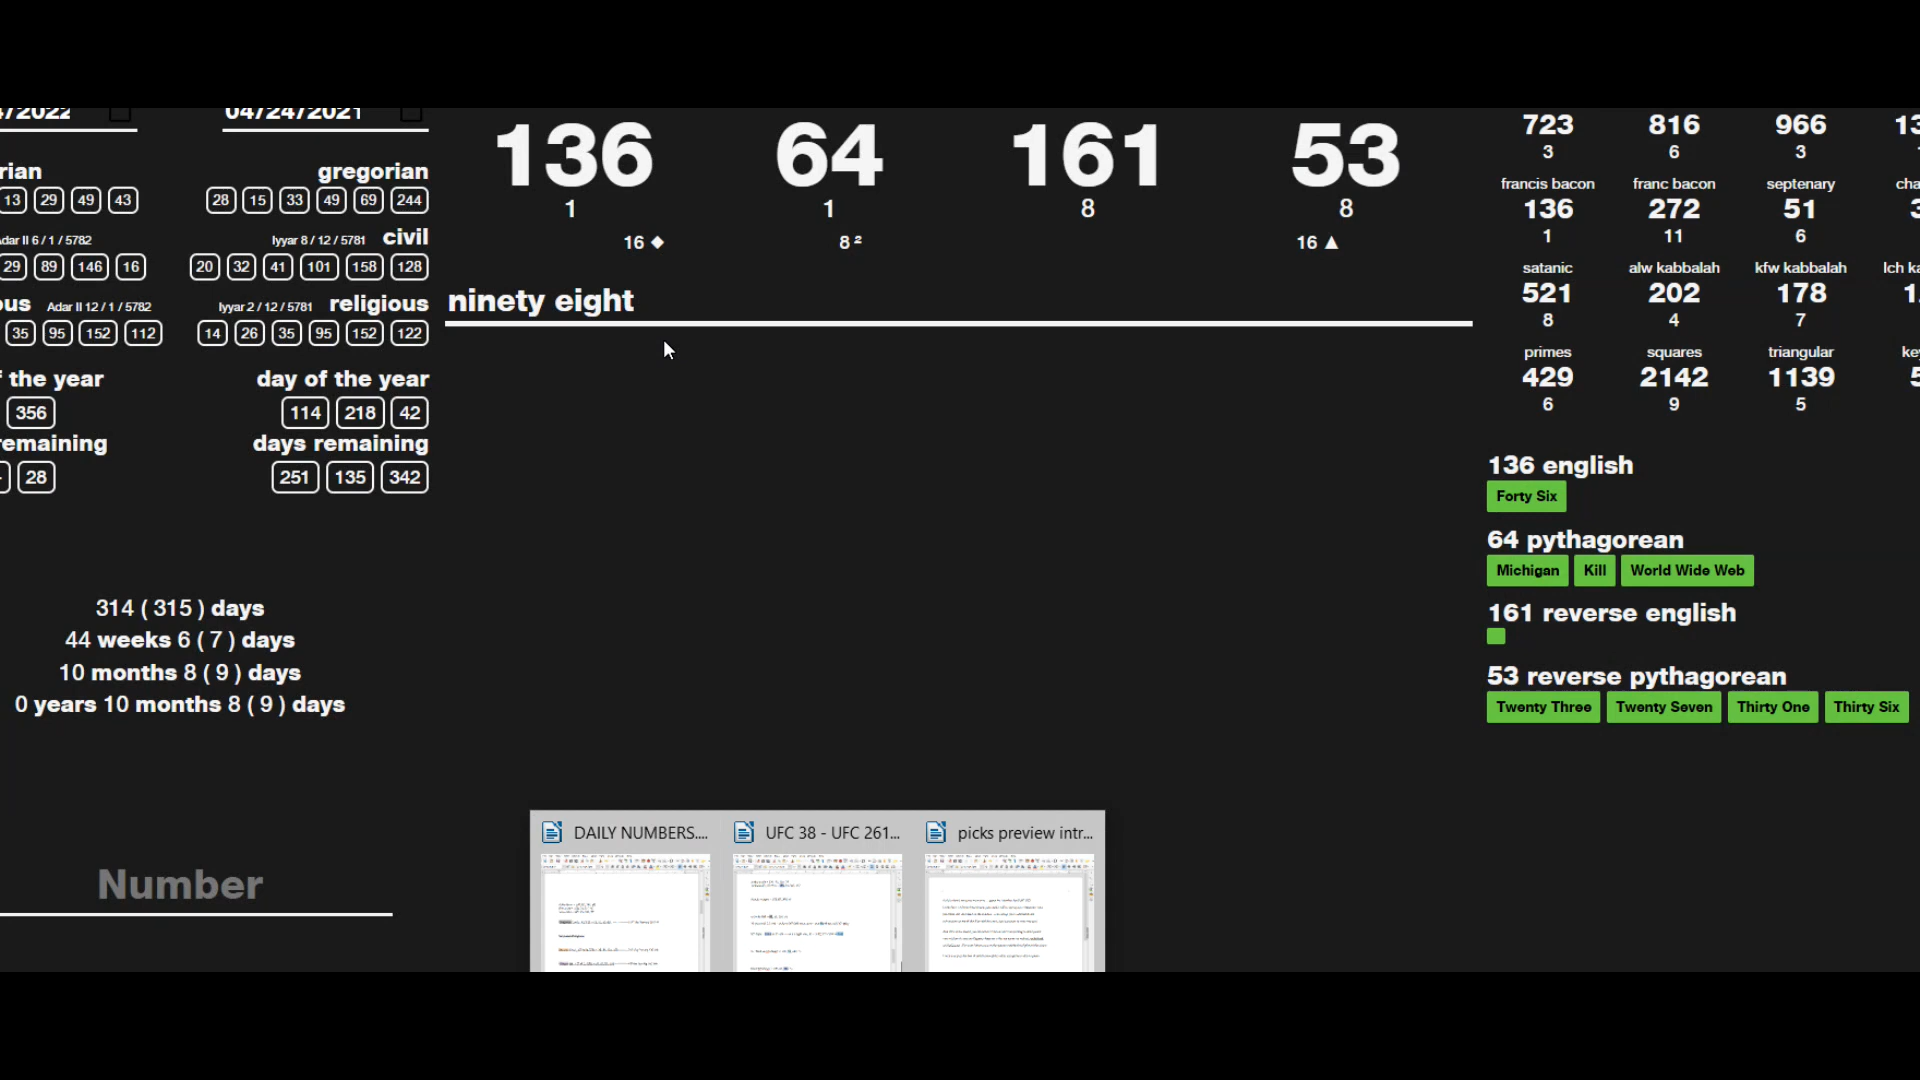 04/24/2021
136 64 161 53
1 1 8 8
16 ◆ 8 ² 16 ▲
ninety eight
gregorian
13 29 49 43
28 15 33 49 69 244
Adar II 6 / 1 / 5782
Iyyar 8 / 12 / 5781 civil
29 89 146 16
20 32 41 101 158 128
Adar II 12 / 1 / 5782
Iyyar 2 / 12 / 5781 religious
35 95 152 112
14 26 35 95 152 122
the year
day of the year
356
114 218 42
days remaining
28
251 135 342
314 ( 315 ) days
44 weeks 6 ( 7 ) days
10 months 8 ( 9 ) days
0 years 10 months 8 ( 9 ) days
Number
DAILY NUMBERS.... UFC 38 - UFC 261... picks preview intr...
723 816 966
3 6 3
francis bacon franc bacon septenary
136 272 51
1 11 6
satanic alw kabbalah kfw kabbalah
521 202 178
8 4 7
primes squares triangular
429 2142 1139
6 9 5
136 english
Forty Six
64 pythagorean
Michigan Kill World Wide Web
161 reverse english
53 reverse pythagorean
Twenty Three Twenty Seven Thirty One Thirty Six